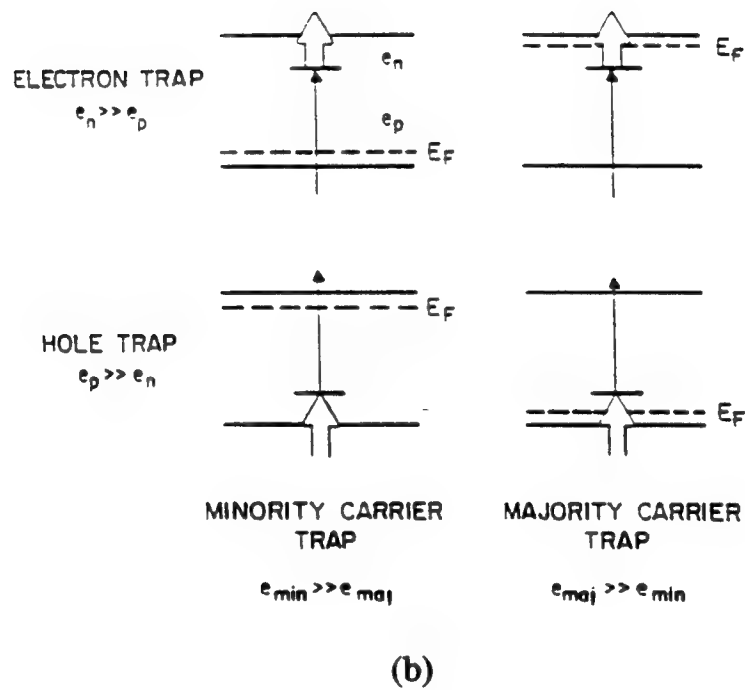 e_n
E_F
ELECTRON TRAP
e_n >> e_p
e_p
E_F
E_F
HOLE TRAP
e_p >> e_n
E_F
MINORITY CARRIER
TRAP
e_min >> e_maj
MAJORITY CARRIER
TRAP
e_maj >> e_min
(b)